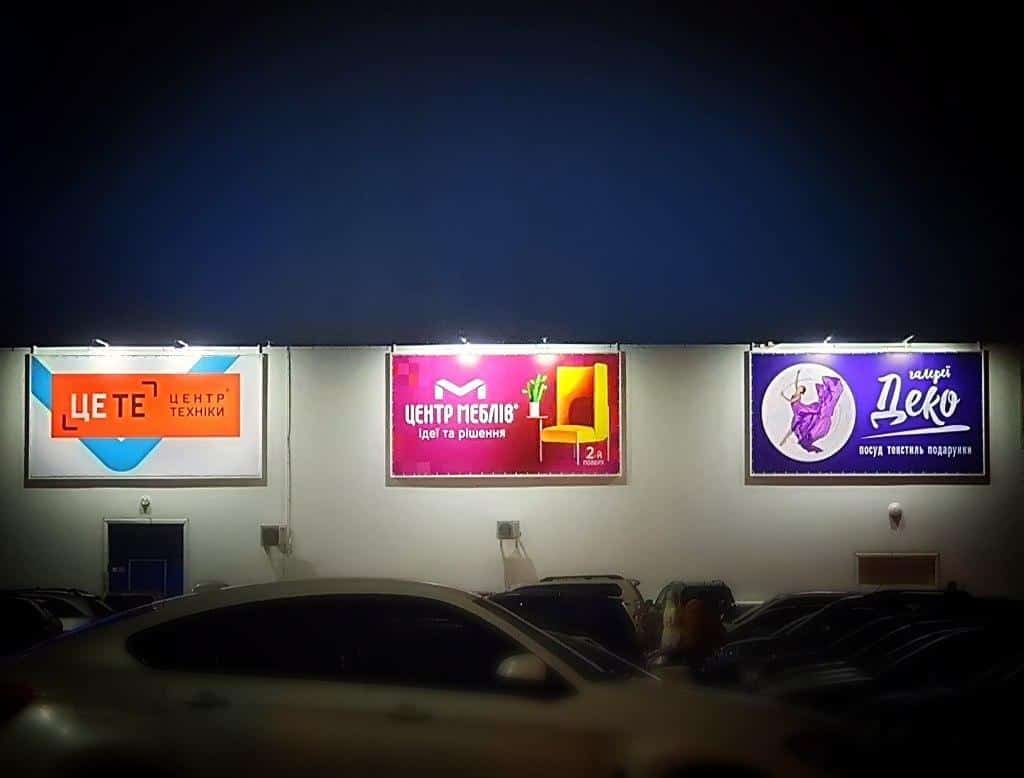 ЦЕ ТЕ
ЦЕНТР
ТЕХНІКИ
ЦЕНТР МЕБЛІВ®
ідеї та рішення
2-й
поверх
галереї
Деко
посуд текстиль подарунки